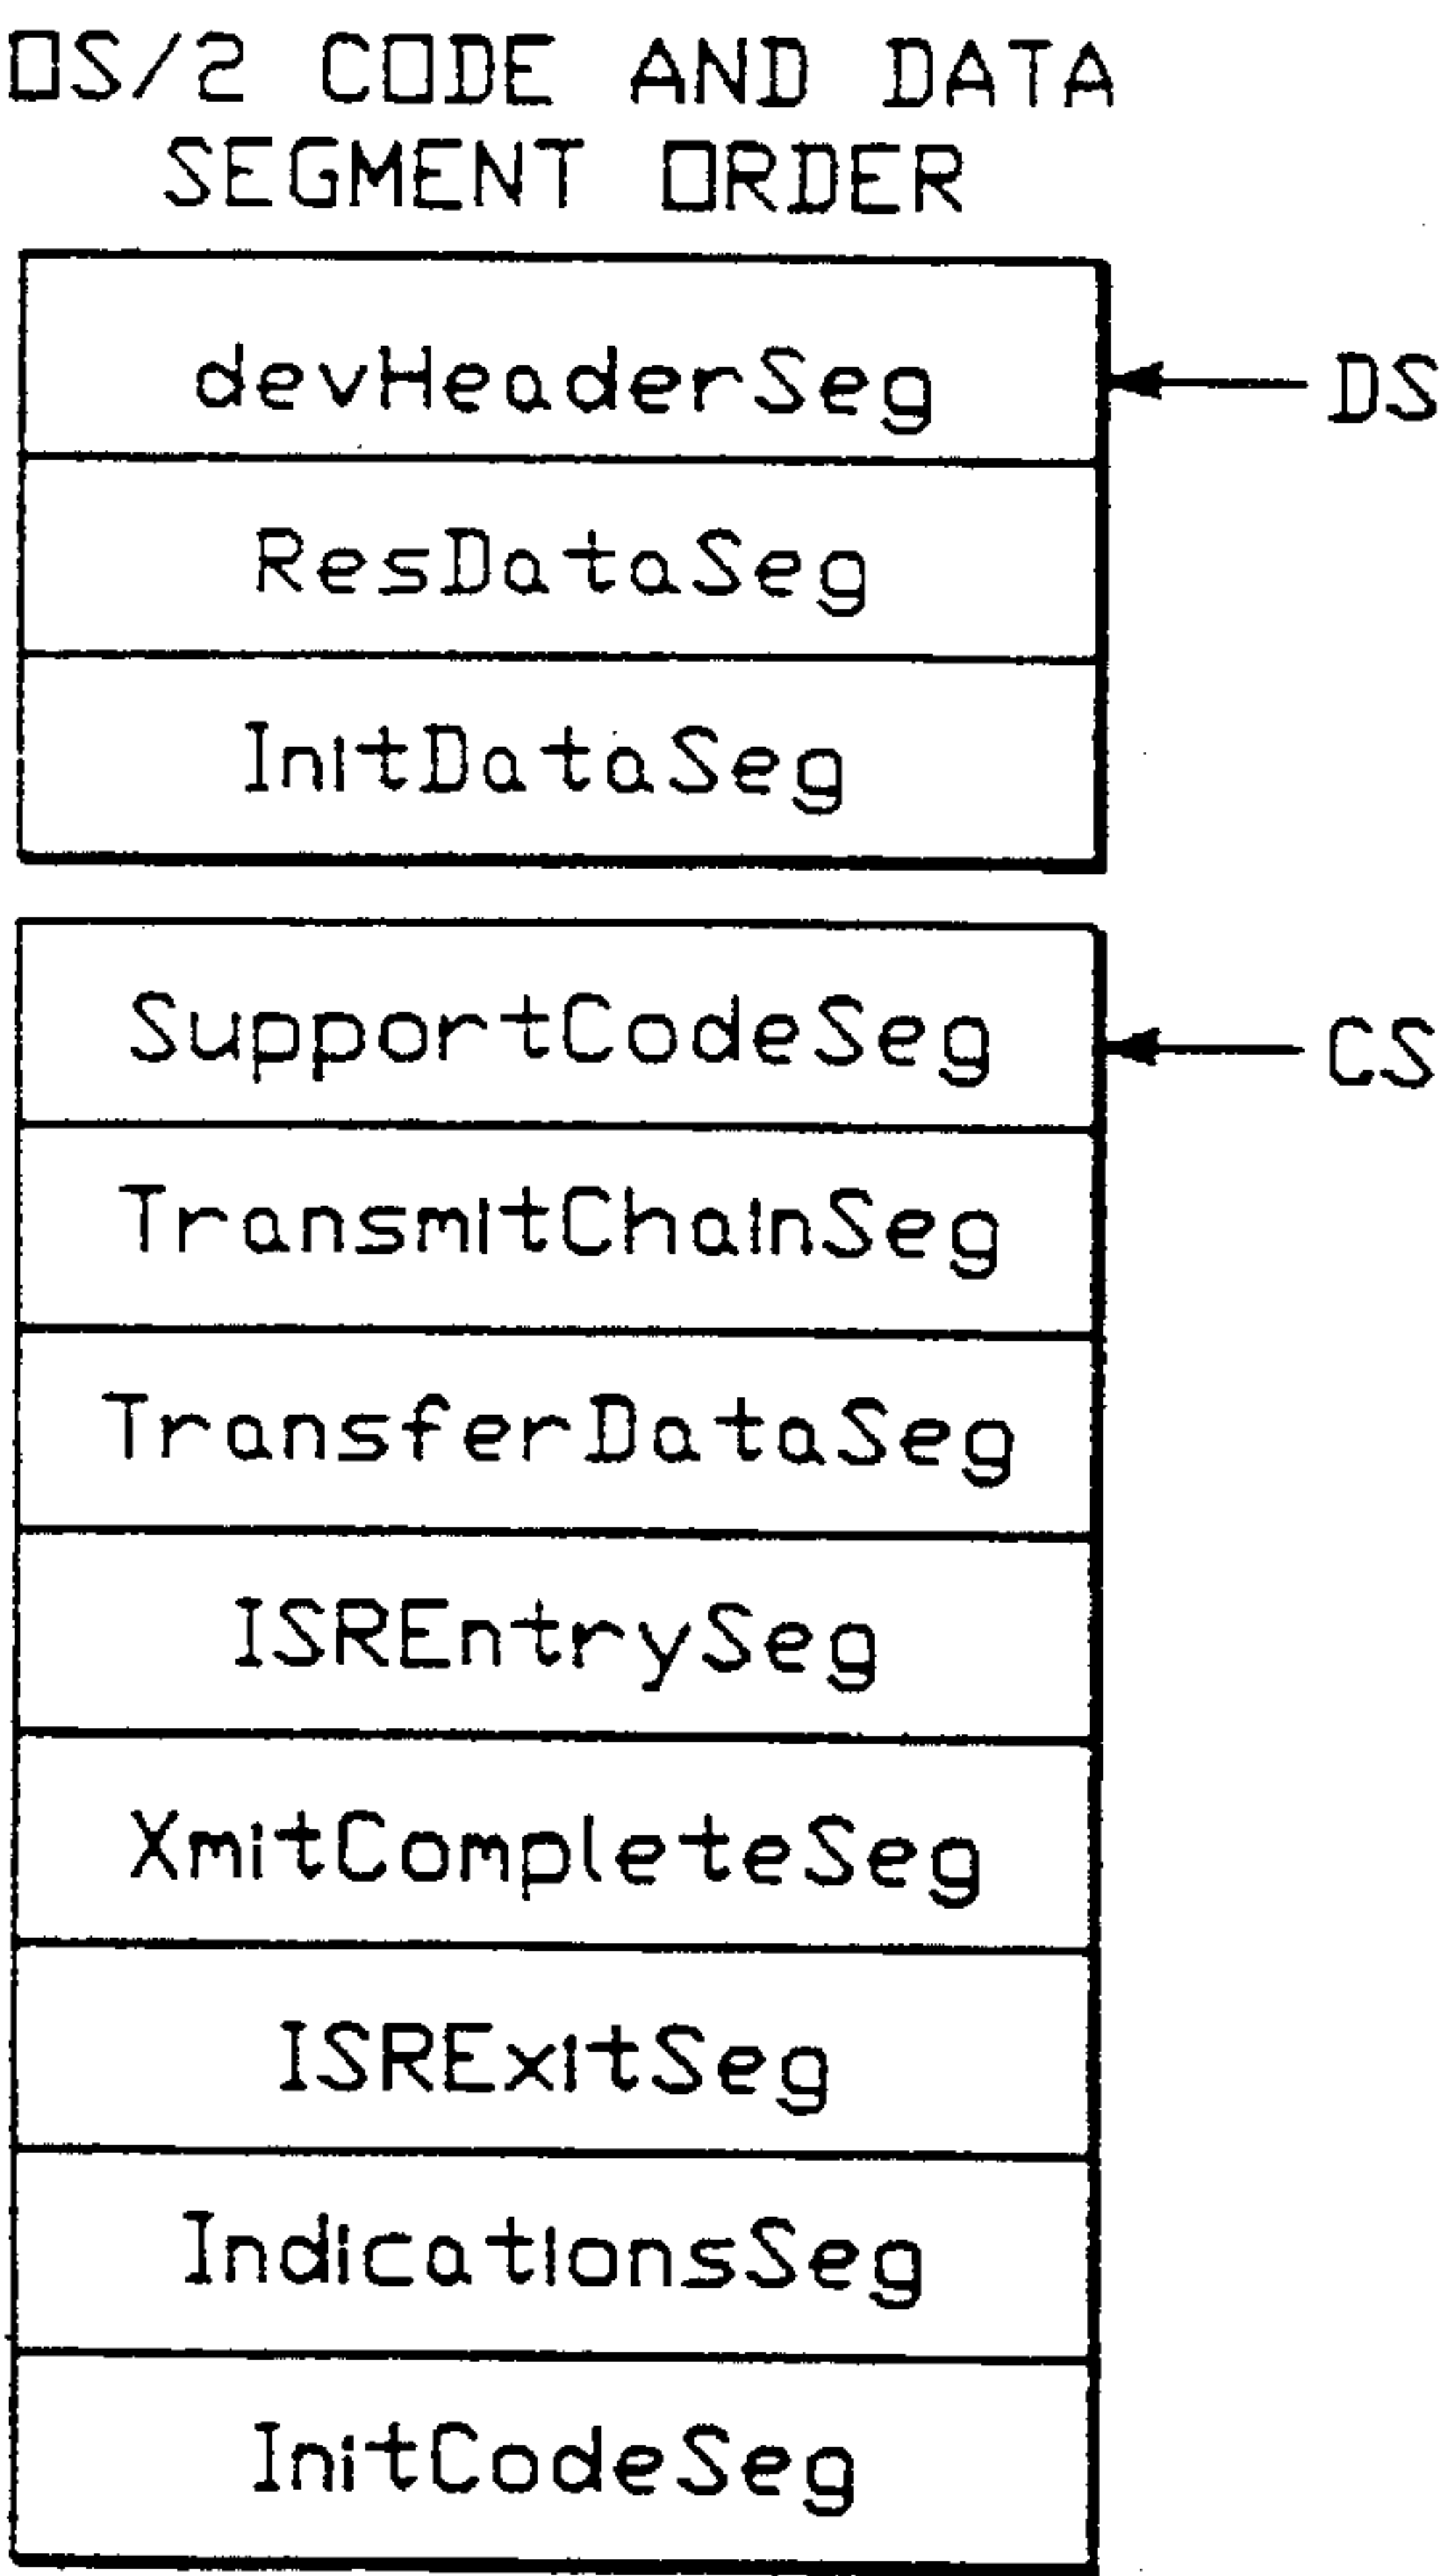 OS/2 CODE AND DATA
SEGMENT ORDER
devHeaderSeg
DS
ResDataSeg
InitDataSeg
SupportCodeSeg
CS
TransmitChainSeg
TransferDataSeg
ISREntrySeg
XmitCompleteSeg
ISRExitSeg
IndicationsSeg
InitCodeSeg